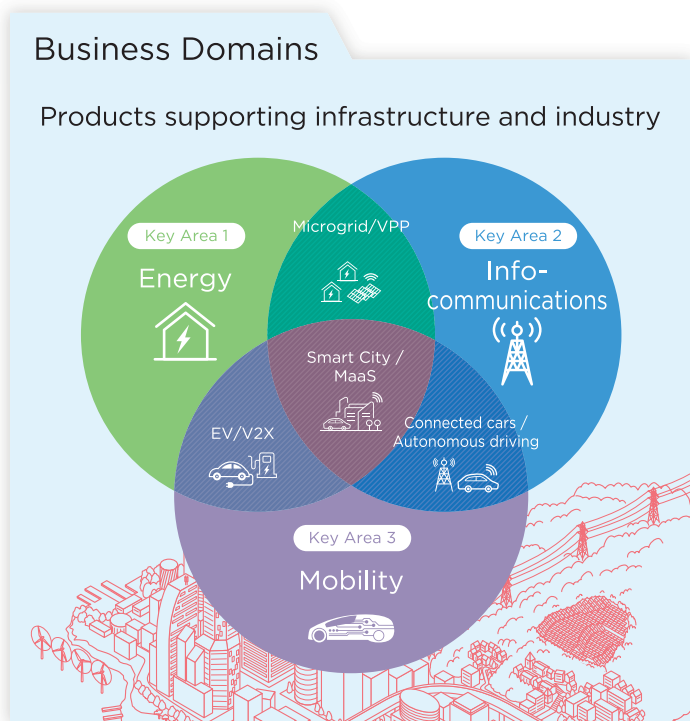 Business Domains
Products supporting infrastructure and industry
Microgrid/VPP
Key Area 1
Energy
Key Area 2
Info-
communications
Smart City /
MaaS
EV/V2X
Connected cars /
Autonomous driving
Key Area 3
Mobility